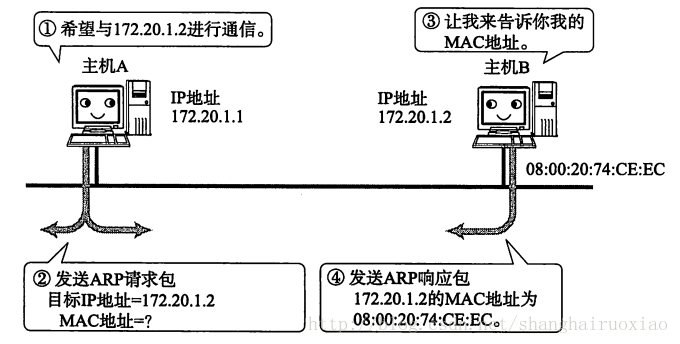 ① 希望与172.20.1.2进行通信。
③ 让我来告诉你我的
MAC地址。
主机A
主机B
IP地址
172.20.1.1
IP地址
172.20.1.2
08:00:20:74:CE:EC
② 发送ARP请求包
目标IP地址=172.20.1.2
MAC地址=?
④ 发送ARP响应包
172.20.1.2的MAC地址为
08:00:20:74:CE:EC。
http://blog.csdn.net/shanghairuoxiao